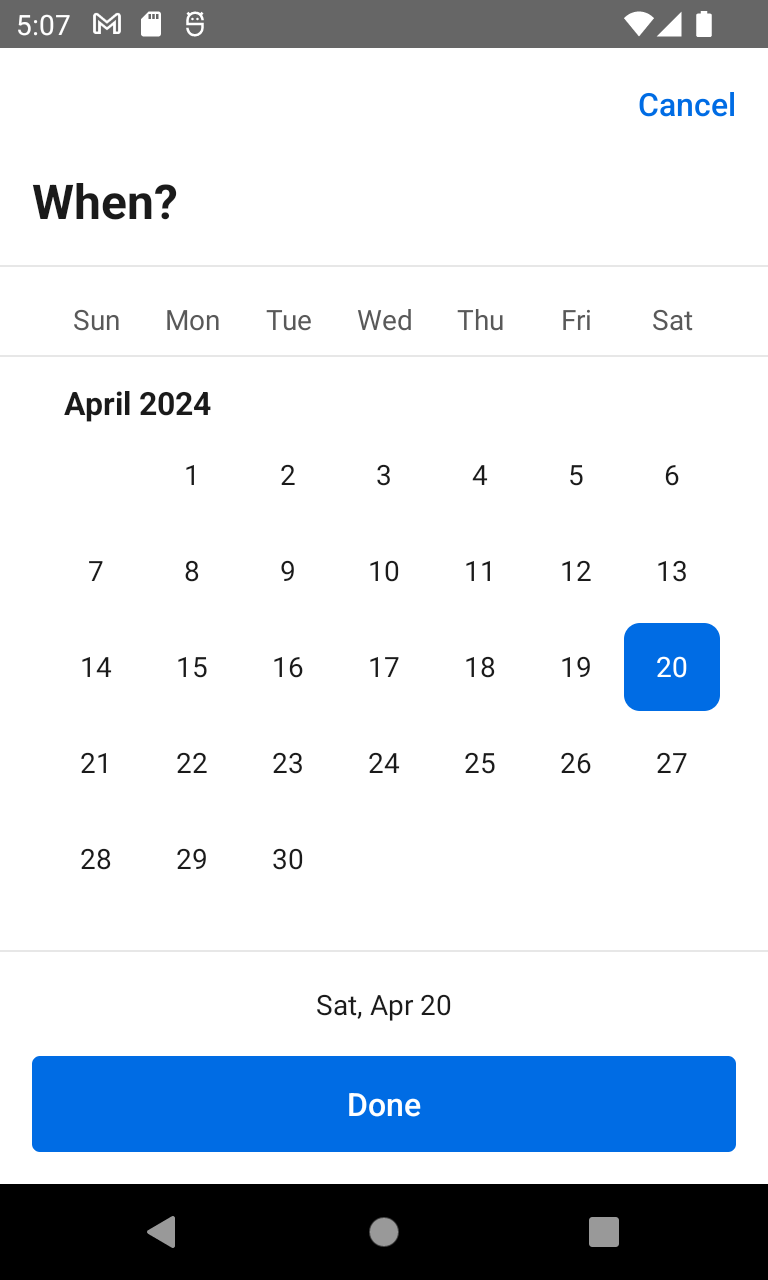 5:07
Cancel
When?
Sun Mon Tue Wed Thu Fri Sat
April 2024
1 2 3 4 5 6
7 8 9 10 11 12 13
14 15 16 17 18 19 20
21 22 23 24 25 26 27
28 29 30
Sat, Apr 20
Done